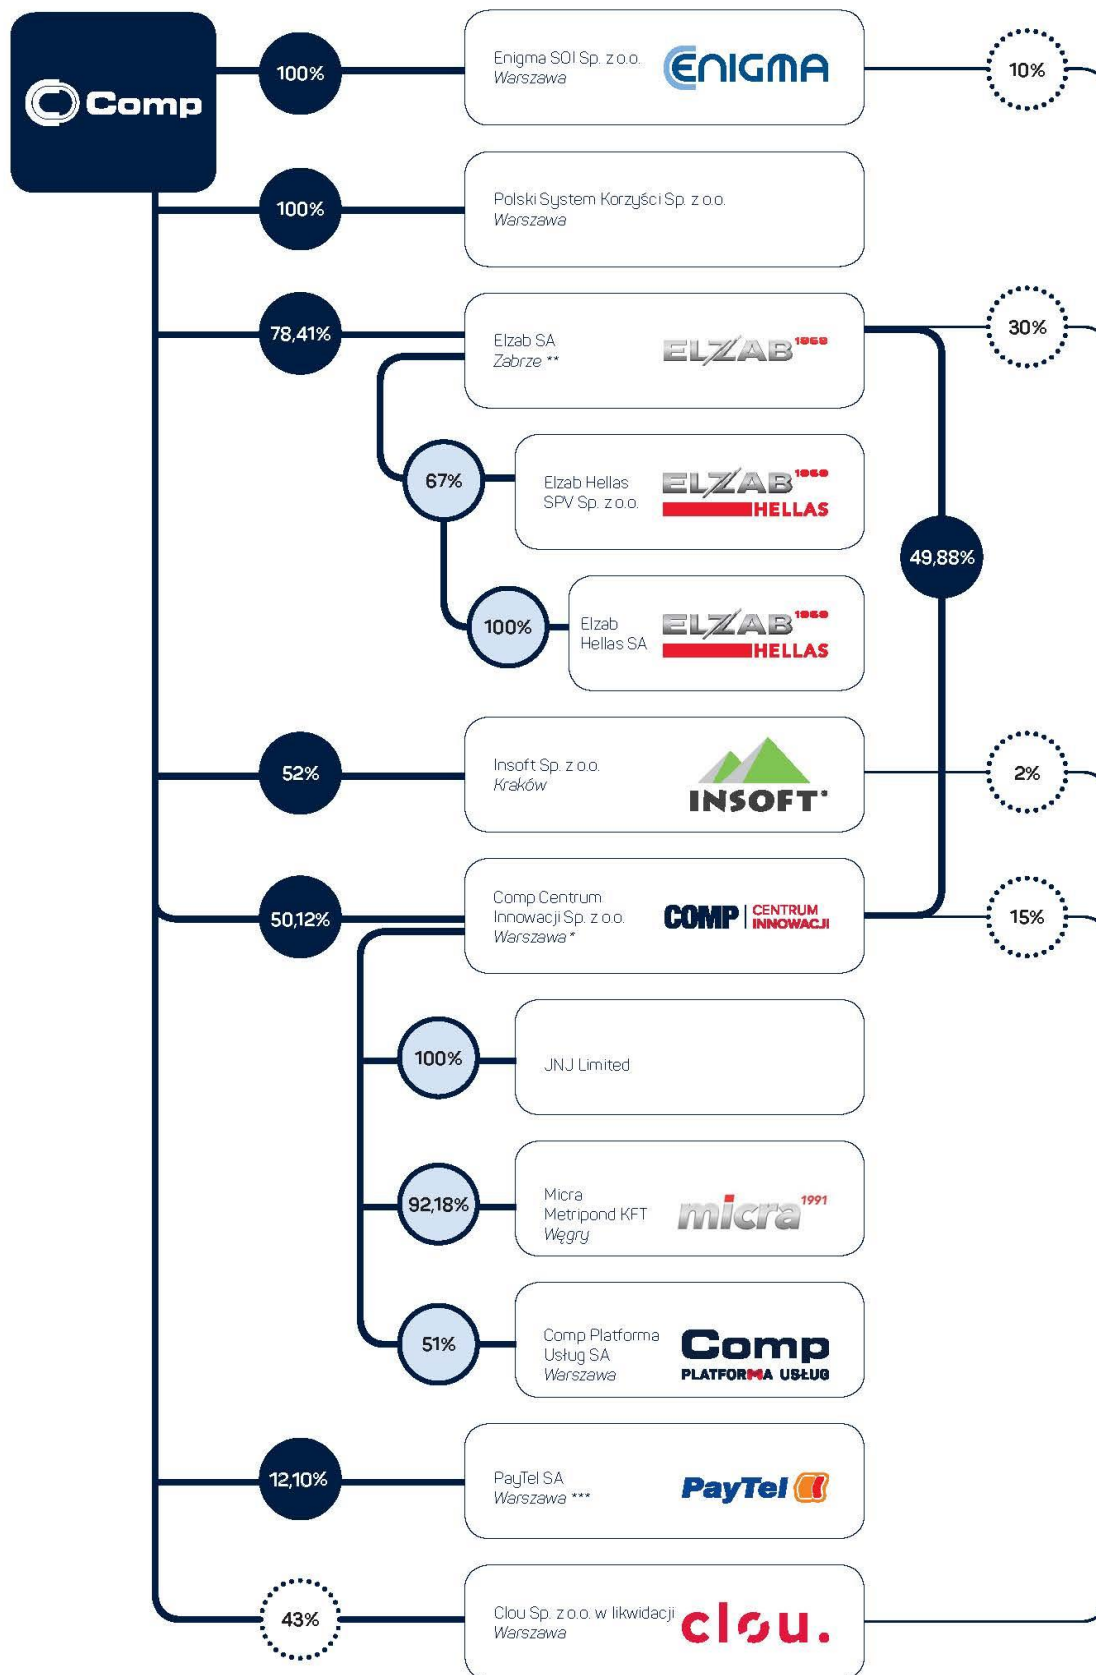 Comp
100%
Enigma SOI Sp. z o.o.
Warszawa
ENIGMA
10%
100%
Polski System Korzyści Sp. z o.o.
Warszawa
78,41%
Elzab SA
Zabrze **
ELZAB 1969
30%
67%
Elzab Hellas
SPV Sp. z o.o.
ELZAB 1969
HELLAS
49,88%
100%
Elzab
Hellas SA
ELZAB 1969
HELLAS
52%
Insoft Sp. z o.o.
Kraków
INSOFT
2%
50,12%
Comp Centrum
Innowacji Sp. z o.o.
Warszawa *
COMP CENTRUM
INNOWACJI
15%
100%
JNJ Limited
92,18%
Micra
Metripond KFT
Węgry
micra 1991
51%
Comp Platforma
Usług SA
Warszawa
Comp
PLATFORMA USŁUG
12,10%
PayTel SA
Warszawa ***
PayTel
43%
Clou Sp. z o.o. w likwidacji
Warszawa
clou.